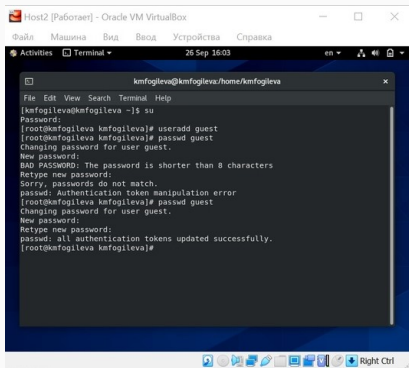 Host2 [Работает] - Oracle VM VirtualBox
Файл Машина Вид Ввод Устройства Справка
Activities Terminal 26 Sep 16:03 en
kmfogileva@kmfogileva:/home/kmfogileva
File Edit View Search Terminal Help
[kmfogileva@kmfogileva ~]$ su
Password:
[root@kmfogileva kmfogileva]# useradd guest
[root@kmfogileva kmfogileva]# passwd guest
Changing password for user guest.
New password:
BAD PASSWORD: The password is shorter than 8 characters
Retype new password:
Sorry, passwords do not match.
passwd: Authentication token manipulation error
[root@kmfogileva kmfogileva]# passwd guest
Changing password for user guest.
New password:
Retype new password:
passwd: all authentication tokens updated successfully.
[root@kmfogileva kmfogileva]#
Right Ctrl